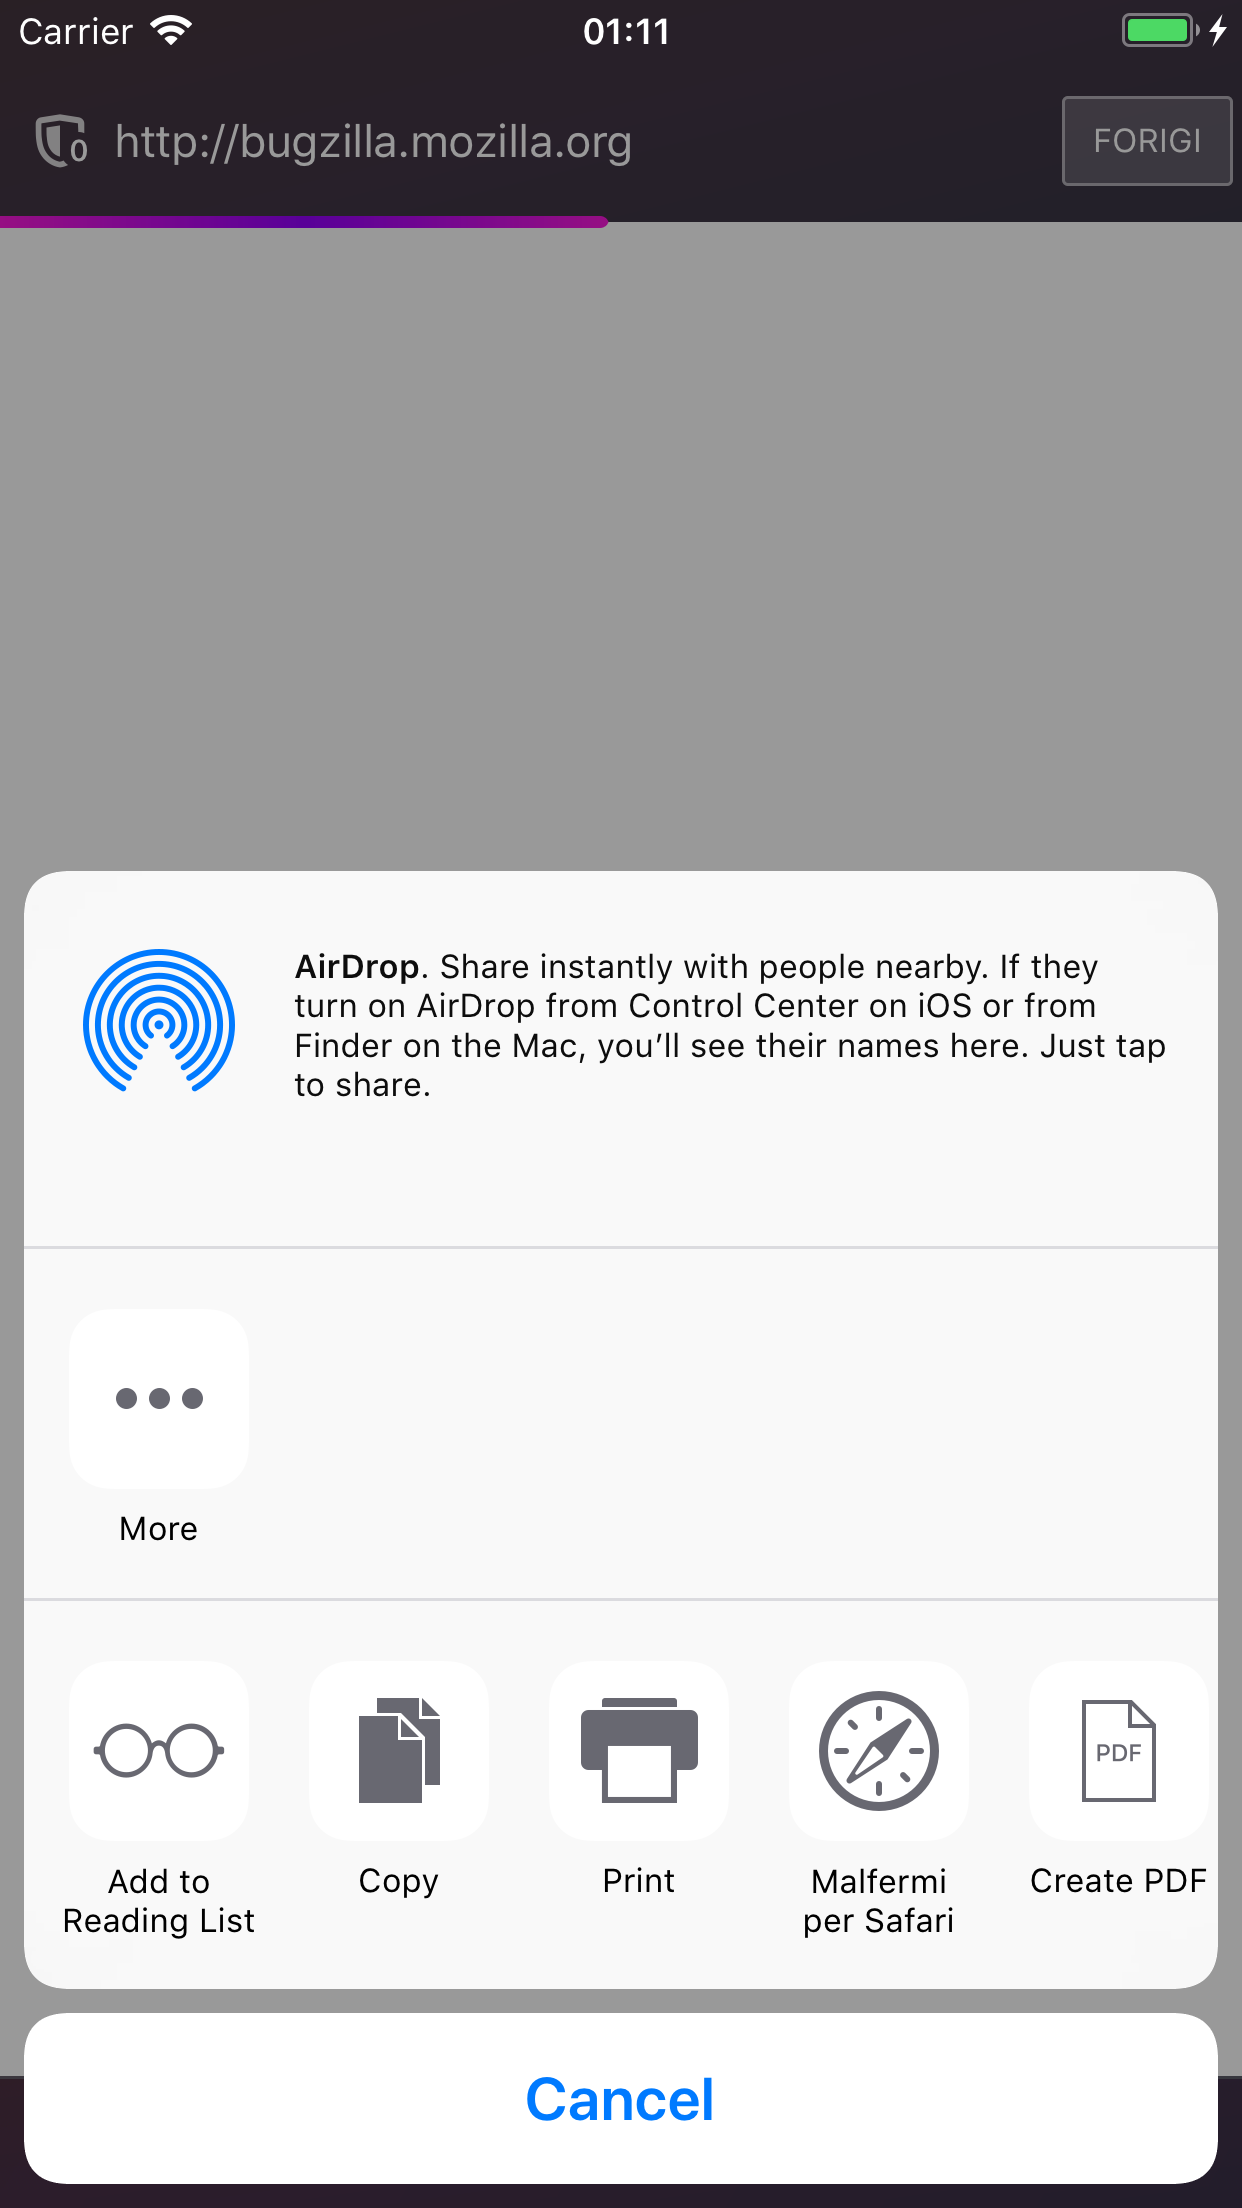 Carrier 01:11
0 http://bugzilla.mozilla.org FORIGI
AirDrop. Share instantly with people nearby. If they
turn on AirDrop from Control Center on iOS or from
Finder on the Mac, you’ll see their names here. Just tap
to share.
More
Add to
Reading List
Copy
Print
Malfermi
per Safari
PDF
Create PDF
Cancel